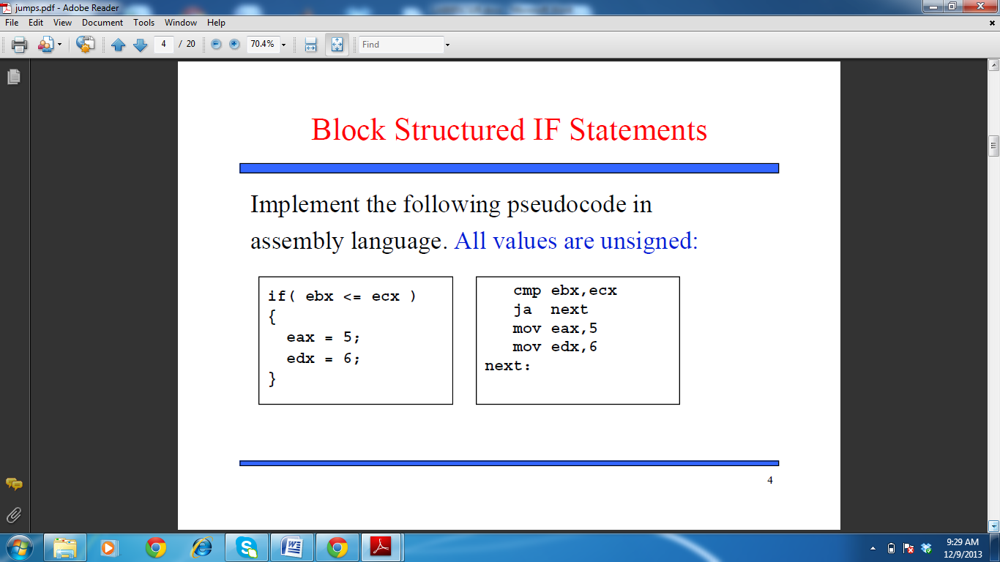 jumps.pdf - Adobe Reader
File Edit View Document Tools Window Help
4 / 20 70.4% Find
Block Structured IF Statements
Implement the following pseudocode in
assembly language. All values are unsigned:
if( ebx <= ecx )
{
eax = 5;
edx = 6;
}
cmp ebx,ecx
ja next
mov eax,5
mov edx,6
next:
4
9:29 AM
12/9/2013